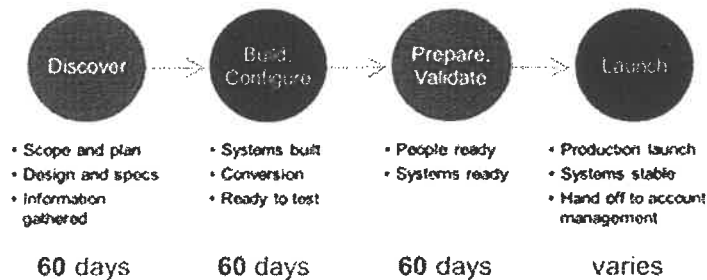 Discover
Build,
Configure
Prepare,
Validate
Launch
• Scope and plan
• Design and specs
• Information
gathered
• Systems built
• Conversion
• Ready to test
• People ready
• Systems ready
• Production launch
• Systems stable
• Hand off to account
management
60 days
60 days
60 days
varies